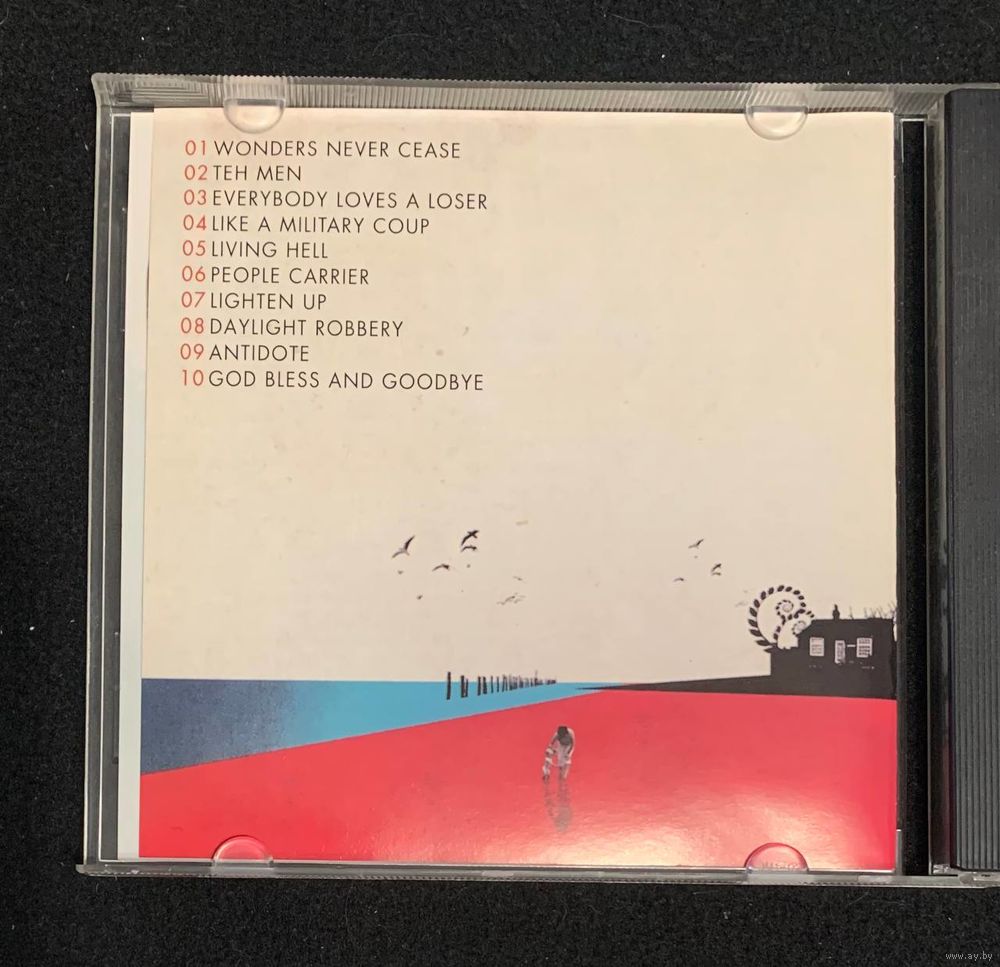 01 WONDERS NEVER CEASE
02 TEH MEN
03 EVERYBODY LOVES A LOSER
04 LIKE A MILITARY COUP
05 LIVING HELL
06 PEOPLE CARRIER
07 LIGHTEN UP
08 DAYLIGHT ROBBERY
09 ANTIDOTE
10 GOD BLESS AND GOODBYE
www.ay.by